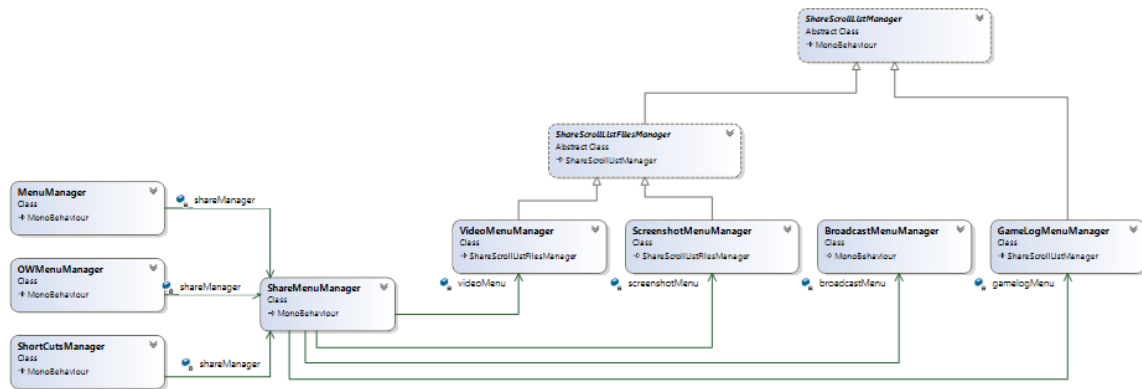 ShareScrollListManager
Abstract Class
MonoBehaviour
ShareScrollListFilesManager
Abstract Class
ShareScrollListManager
MenuManager
Class
MonoBehaviour
_shareManager
OWMenuManager
Class
MonoBehaviour
_shareManager
ShortCutsManager
Class
MonoBehaviour
_shareManager
ShareMenuManager
Class
MonoBehaviour
VideoMenuManager
Class
ShareScrollListFilesManager
videoMenu
ScreenshotMenuManager
Class
ShareScrollListFilesManager
screenshotMenu
BroadcastMenuManager
Class
MonoBehaviour
broadcastMenu
GameLogMenuManager
Class
ShareScrollListManager
gamelogMenu